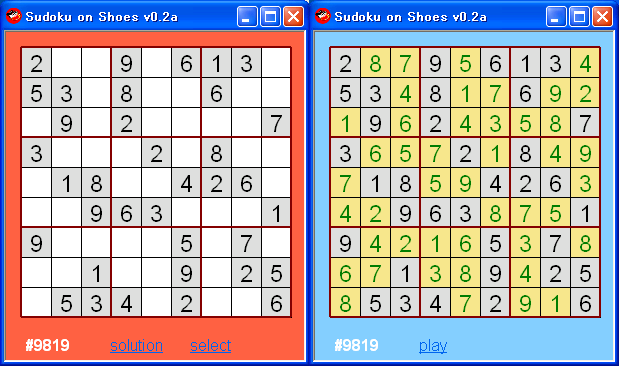 Sudoku on Shoes v0.2a
2 9 6 1 3
5 3 8 6
9 2 7
3 2 8
1 8 4 2 6
9 6 3 1
9 5 7
1 9 2 5
5 3 4 2 6
#9819 solution select
Sudoku on Shoes v0.2a
2 8 7 9 5 6 1 3 4
5 3 4 8 1 7 6 9 2
1 9 6 2 4 3 5 8 7
3 6 5 7 2 1 8 4 9
7 1 8 5 9 4 2 6 3
4 2 9 6 3 8 7 5 1
9 4 2 1 6 5 3 7 8
6 7 1 3 8 9 4 2 5
8 5 3 4 7 2 9 1 6
#9819 play